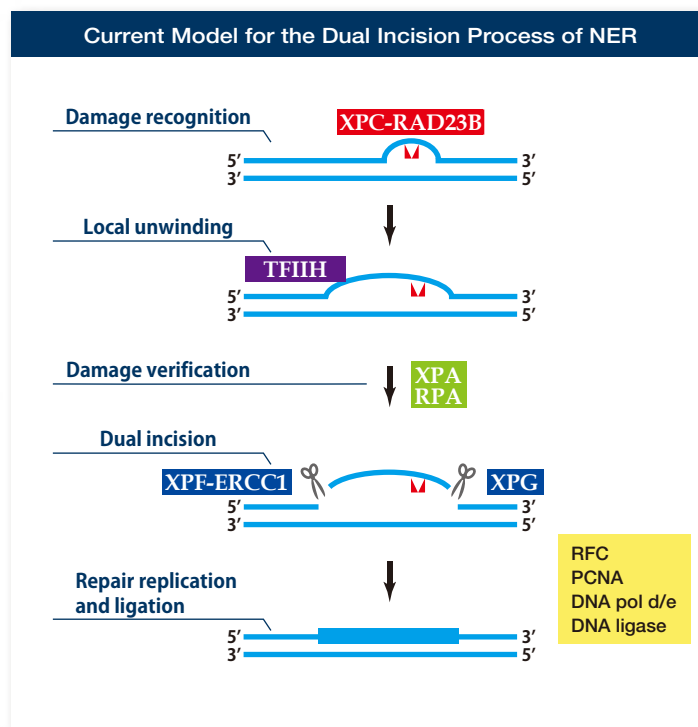 Current Model for the Dual Incision Process of NER
Damage recognition
XPC-RAD23B
5′ 3′
3′ 5′
Local unwinding
TFIIH
5′ 3′
3′ 5′
Damage verification
XPA
RPA
Dual incision
XPF-ERCC1
XPG
5′ 3′
3′ 5′
RFC
PCNA
DNA pol d/e
DNA ligase
Repair replication
and ligation
5′ 3′
3′ 5′